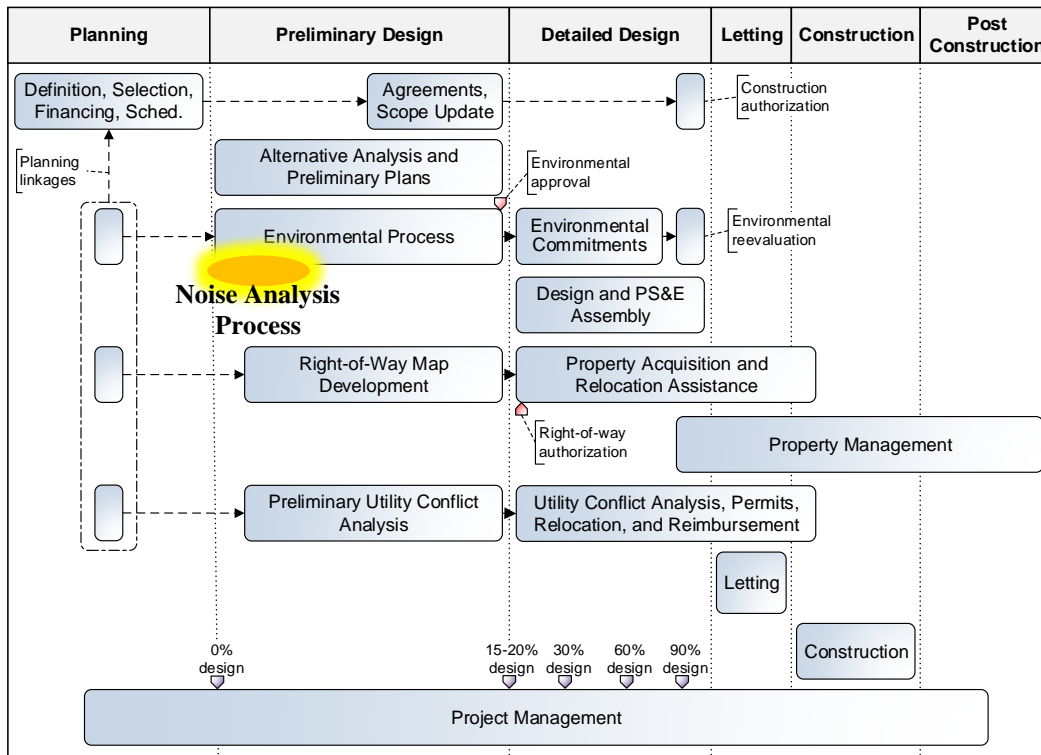 Planning
Preliminary Design
Detailed Design
Letting
Construction
Post
Construction
Definition, Selection,
Financing, Sched.
Agreements,
Scope Update
Construction
authorization
Planning
linkages
Alternative Analysis and
Preliminary Plans
Environmental
approval
Environmental Process
Environmental
Commitments
Environmental
reevaluation
Noise Analysis
Process
Design and PS&E
Assembly
Right-of-Way Map
Development
Property Acquisition and
Relocation Assistance
Right-of-way
authorization
Property Management
Preliminary Utility Conflict
Analysis
Utility Conflict Analysis, Permits,
Relocation, and Reimbursement
Letting
Construction
0%
design
15-20%
design
30%
design
60%
design
90%
design
Project Management